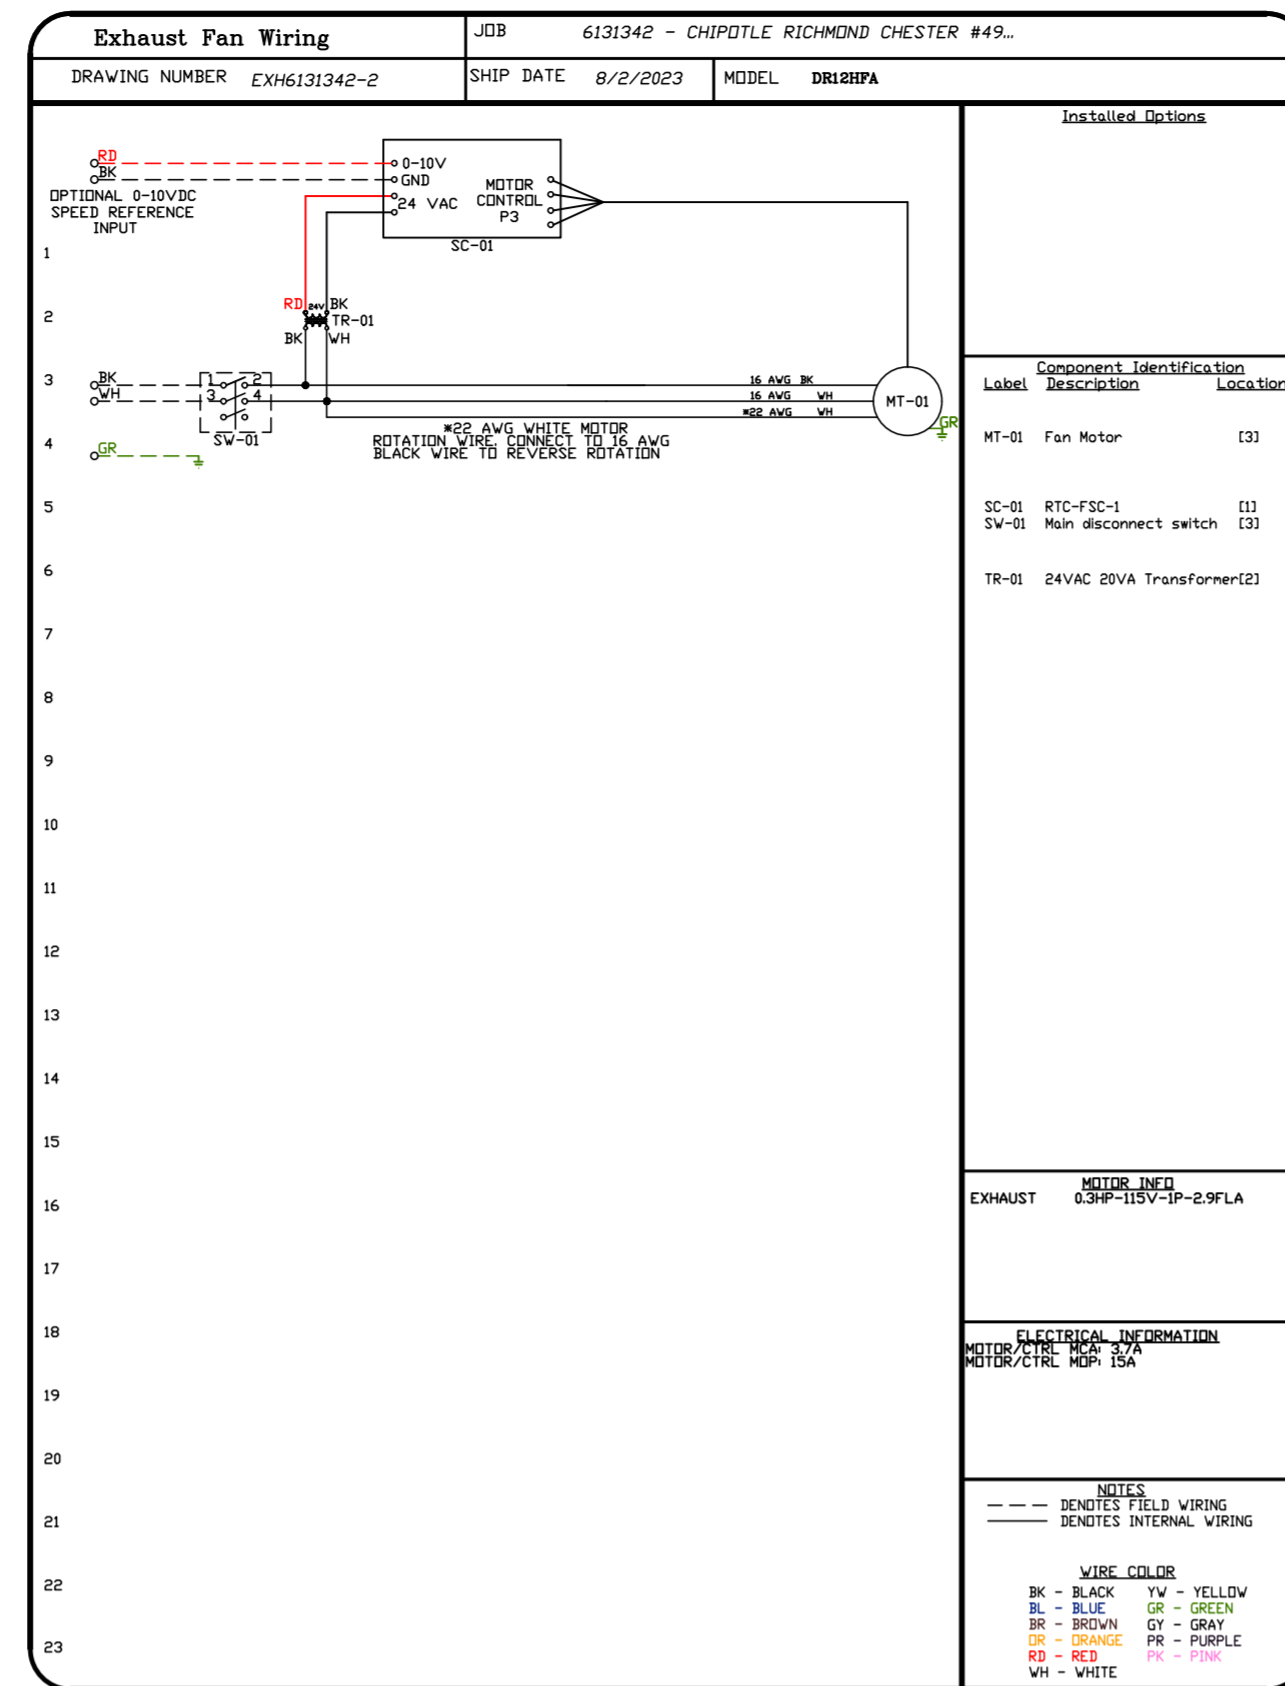 Exhaust Fan Wiring
JOB 6131342 - CHIPOTLE RICHMOND CHESTER #49...
DRAWING NUMBER EXH6131342-2
SHIP DATE 8/2/2023
MODEL DR12HFA
RD
BK
OPTIONAL 0-10VDC
SPEED REFERENCE
INPUT
0-10V
GND
24 VAC
MOTOR
CONTROL
P3
SC-01
RD 24V BK
TR-01
BK WH
BK
WH
1 2
3 4
SW-01
GR
16 AWG BK
16 AWG WH
*22 AWG WH
MT-01
GR
*22 AWG WHITE MOTOR
ROTATION WIRE. CONNECT TO 16 AWG
BLACK WIRE TO REVERSE ROTATION
1
2
3
4
5
6
7
8
9
10
11
12
13
14
15
16
17
18
19
20
21
22
23
Installed Options
Component Identification
Label Description Location
MT-01 Fan Motor [3]
SC-01 RTC-FSC-1 [1]
SW-01 Main disconnect switch [3]
TR-01 24VAC 20VA Transformer[2]
MOTOR INFO
EXHAUST 0.3HP-115V-1P-2.9FLA
ELECTRICAL INFORMATION
MOTOR/CTRL MCA: 3.7A
MOTOR/CTRL MOP: 15A
NOTES
DENOTES FIELD WIRING
DENOTES INTERNAL WIRING
WIRE COLOR
BK - BLACK YW - YELLOW
BL - BLUE GR - GREEN
BR - BROWN GY - GRAY
OR - ORANGE PR - PURPLE
RD - RED PK - PINK
WH - WHITE